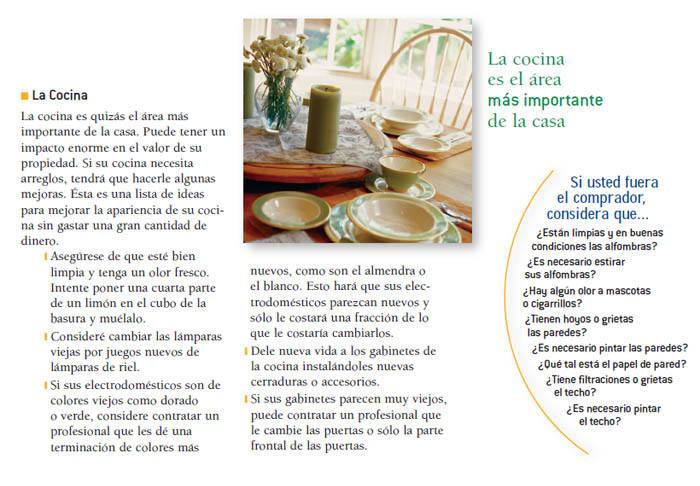 La Cocina
La cocina es quizás el área más
importante de la casa. Puede tener un
impacto enorme en el valor de su
propiedad. Si su cocina necesita
arreglos, tendrá que hacerle algunas
mejoras. Ésta es una lista de ideas
para mejorar la apariencia de su coci-
na sin gastar una gran cantidad de
dinero.
Asegúrese de que esté bien
limpia y tenga un olor fresco.
Intente poner una cuarta parte
de un limón en el cubo de la
basura y muélalo.
Consideré cambiar las lámparas
viejas por juegos nuevos de
lámparas de riel.
Si sus electrodomésticos son de
colores viejos como dorado
o verde, considere contratar un
profesional que les dé una
terminación de colores más
nuevos, como son el almendra o
el blanco. Esto hará que sus elec-
trodomésticos parezcan nuevos y
sólo le costará una fracción de lo
que le costaría cambiarlos.
Dele nueva vida a los gabinetes de
la cocina instalándoles nuevas
cerraduras o accesorios.
Si sus gabinetes parecen muy viejos,
puede contratar un profesional que
le cambie las puertas o sólo la parte
frontal de las puertas.
La cocina
es el área
más importante
de la casa
Si usted fuera
el comprador,
considera que...
¿Están limpias y en buenas
condiciones las alfombras?
¿Es necesario estirar
sus alfombras?
¿Hay algún olor a mascotas
o cigarrillos?
¿Tienen hoyos o grietas
las paredes?
¿Es necesario pintar las paredes?
¿Qué tal está el papel de pared?
¿Tiene filtraciones o grietas
el techo?
¿Es necesario pintar
el techo?